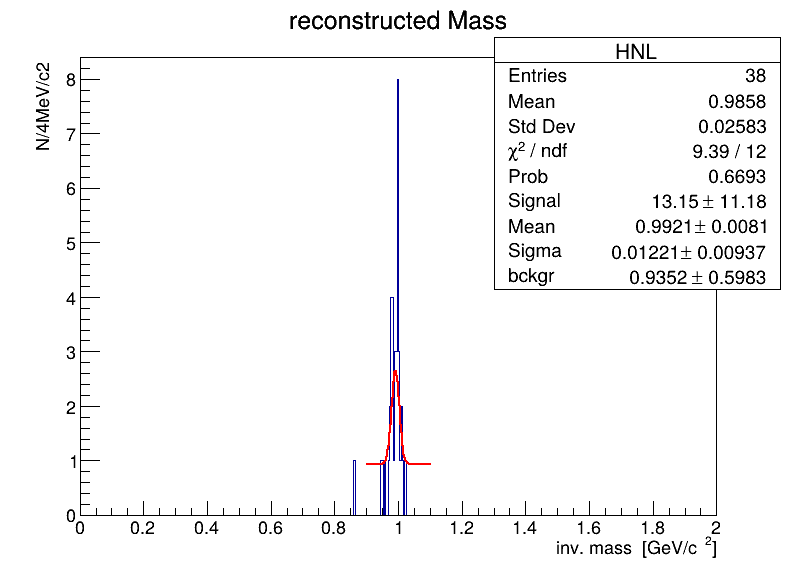 reconstructed Mass
HNL
Entries 38
Mean 0.9858
Std Dev 0.02583
χ² / ndf 9.39 / 12
Prob 0.6693
Signal 13.15 ± 11.18
Mean 0.9921 ± 0.0081
Sigma 0.01221 ± 0.00937
bckgr 0.9352 ± 0.5983
N/4MeV/c2
8
7
6
5
4
3
2
1
0
0 0.2 0.4 0.6 0.8 1 1.2 1.4 1.6 1.8 2
inv. mass [GeV/c ²]